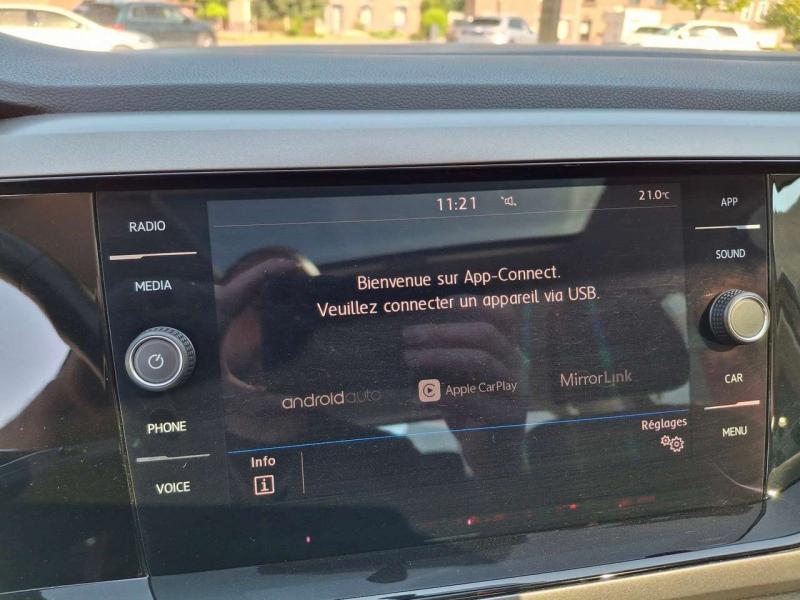 11:21
21.0°C
RADIO
MEDIA
PHONE
VOICE
Bienvenue sur App-Connect.
Veuillez connecter un appareil via USB.
androidauto
Apple CarPlay
MirrorLink
Info
i
Réglages
APP
SOUND
CAR
MENU